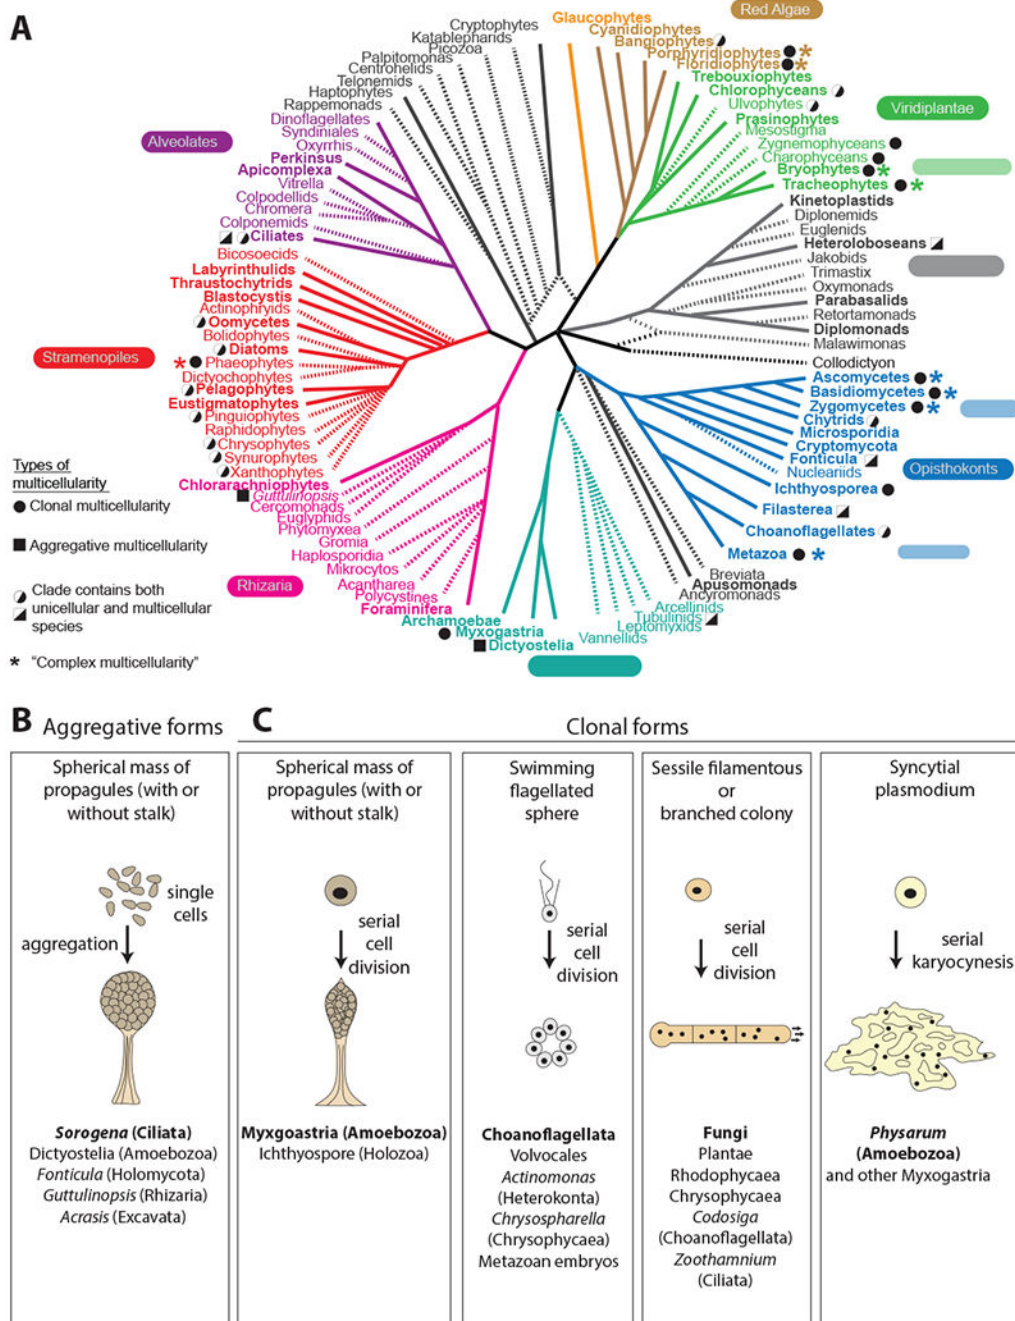 A
Cryptophytes
Katablepharids
Picozoa
Palpitomonas
Centrohelids
Telonemids
Haptophytes
Rappemonads
Dinoflagellates
Syndiniales
Oxyrrhis
Perkinsus
Apicomplexa
Vitrella
Colpodellids
Chromera
Colponemids
Ciliates
Alveolates
Bicosoecids
Labyrinthulids
Thraustochytrids
Blastocystis
Actinophryids
Oomycetes
Bolidophytes
Diatoms
Stramenopiles
* Phaeophytes
Dictyochophytes
Pelagophytes
Eustigmatophytes
Pinguiophytes
Raphidophytes
Chrysophytes
Synurophytes
Xanthophytes
Chlorarachniophytes
Guttulinopsis
Cercomonads
Euglyphids
Phytomyxea
Gromia
Haplosporidia
Mikrocytos
Rhizaria
Acantharea
Polycystines
Foraminifera
Archamoebae
Myxogastria
Dictyostelia
Vannellids
Leptomyxids
Tubulinids
Arcellinids
Ancyromonads
Apusomonads
Breviata
Glaucophytes
Red Algae
Cyanidiophytes
Bangiophytes
Porphyridiophytes *
Floridiophytes *
Trebouxiophytes
Chlorophyceans
Ulvophytes
Viridiplantae
Prasinophytes
Mesostigma
Zygnemophyceans
Charophyceans
Bryophytes *
Tracheophytes *
Kinetoplastids
Diplonemids
Euglenids
Heteroloboseans
Jakobids
Trimastix
Oxymonads
Parabasalids
Retortamonads
Diplomonads
Malawimonas
Collodictyon
Ascomycetes *
Basidiomycetes *
Zygomycetes *
Chytrids
Microsporidia
Cryptomycota
Fonticula
Nucleariids
Opisthokonts
Ichthyosporea
Filasterea
Choanoflagellates
Metazoa *
Types of
multicellularity
Clonal multicellularity
Aggregative multicellularity
Clade contains both
unicellular and multicellular
species
* "Complex multicellularity"
B Aggregative forms
C Clonal forms
Spherical mass of
propagules (with or
without stalk)
single
cells
aggregation
Sorogena (Ciliata)
Dictyostelia (Amoebozoa)
Fonticula (Holomycota)
Guttulinopsis (Rhizaria)
Acrasis (Excavata)
Spherical mass of
propagules (with or
without stalk)
serial
cell
division
Myxgoastria (Amoebozoa)
Ichthyospore (Holozoa)
Swimming
flagellated
sphere
serial
cell
division
Choanoflagellata
Volvocales
Actinomonas
(Heterokonta)
Chrysospharella
(Chrysophycaea)
Metazoan embryos
Sessile filamentous
or
branched colony
serial
cell
division
Fungi
Plantae
Rhodophycaea
Chrysophycaea
Codosiga
(Choanoflagellata)
Zoothamnium
(Ciliata)
Syncytial
plasmodium
serial
karyocynesis
Physarum
(Amoebozoa)
and other Myxogastria